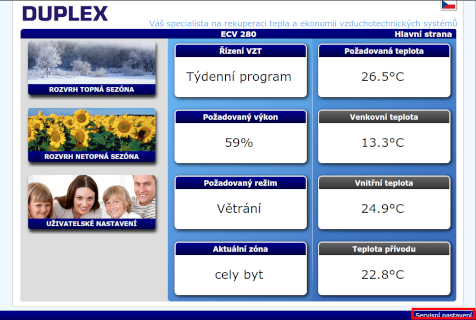 DUPLEX
Váš specialista na rekuperaci tepla a ekonomii vzduchotechnických systémů
ECV 280
Hlavní strana
ROZVRH TOPNÁ SEZÓNA
ROZVRH NETOPNÁ SEZÓNA
UŽIVATELSKÉ NASTAVENÍ
Řízení VZT
Týdenní program
Požadovaná teplota
26.5°C
Požadovaný výkon
59%
Venkovní teplota
13.3°C
Požadovaný režim
Větrání
Vnitřní teplota
24.9°C
Aktuální zóna
cely byt
Teplota přívodu
22.8°C
Servisní nastavení